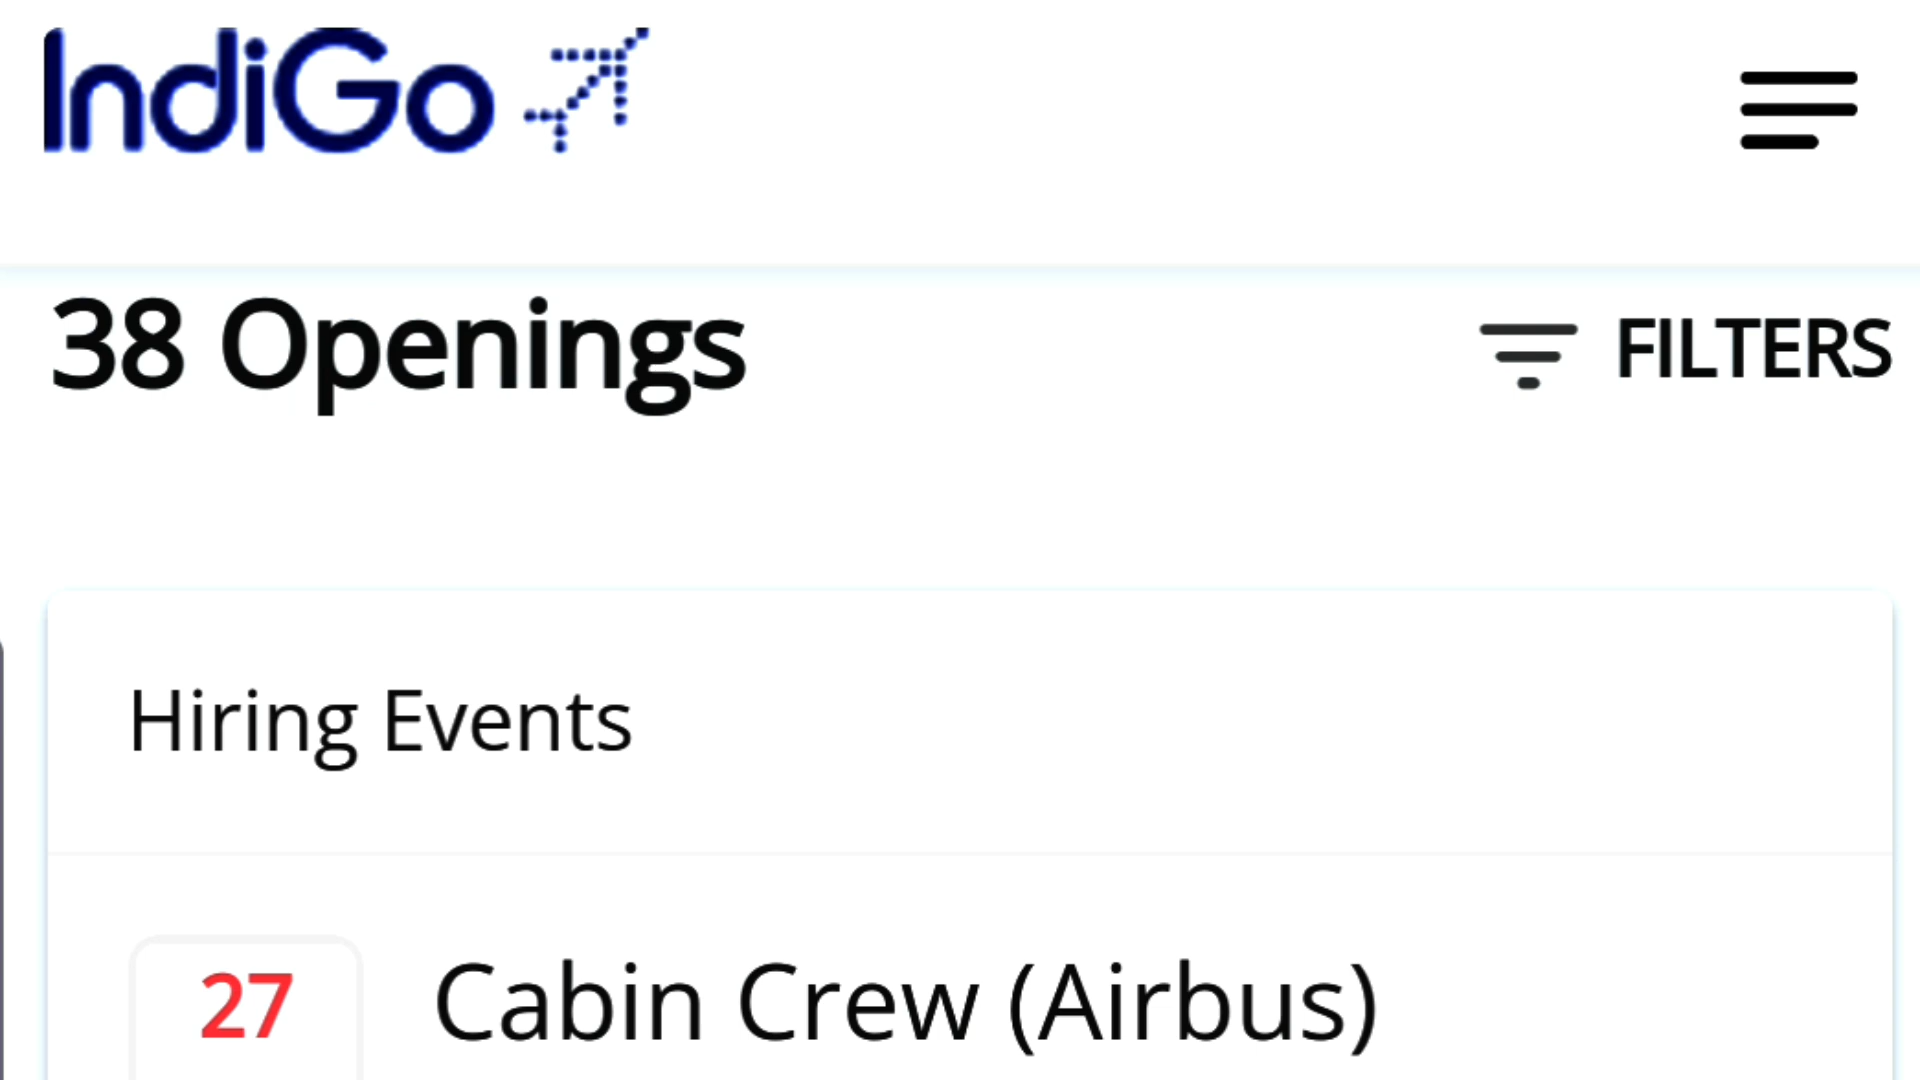 IndiGo
38 Openings
FILTERS
Hiring Events
27
Cabin Crew (Airbus)